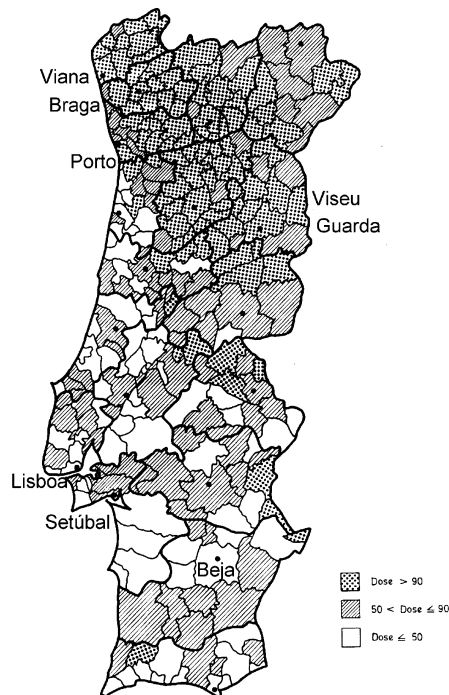 Viana
Braga
Porto
Viseu
Guarda
Lisboa
Setúbal
Beja
Dose > 90
50 < Dose ≤ 90
Dose ≤ 50